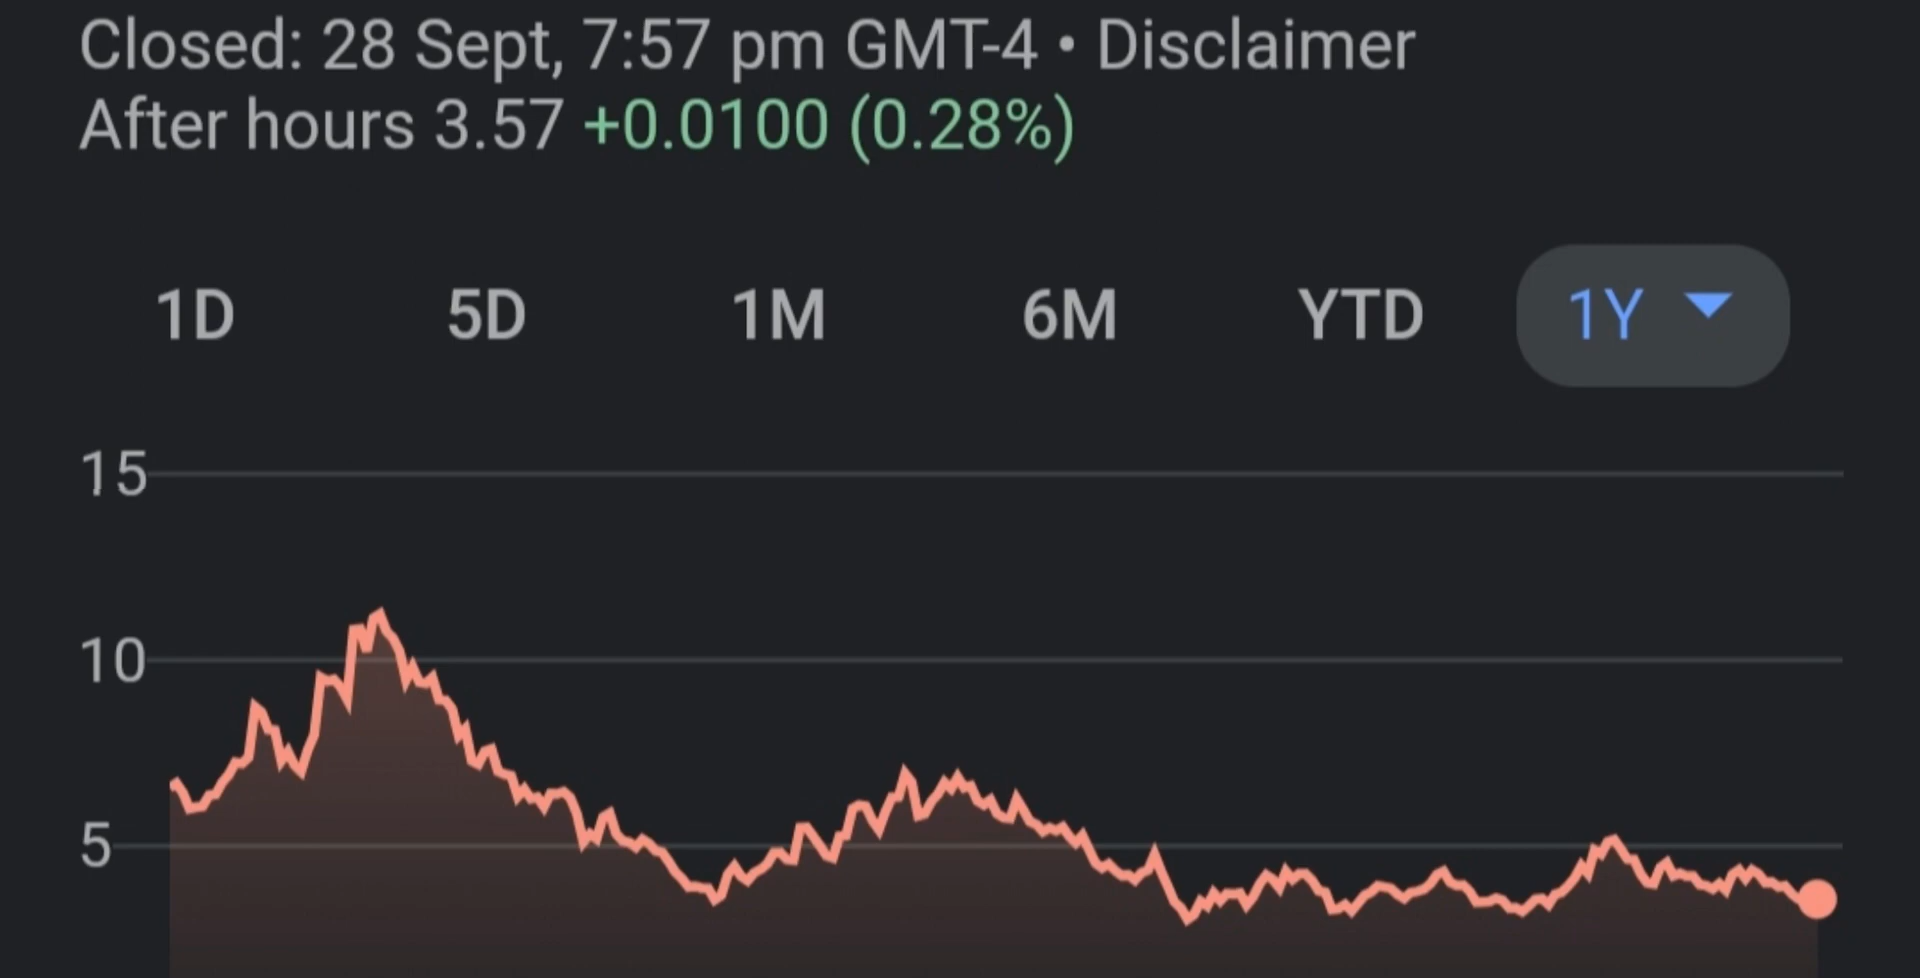 Closed: 28 Sept, 7:57 pm GMT-4 • Disclaimer
After hours 3.57 +0.0100 (0.28%)
1D 5D 1M 6M YTD 1Y
15
10
5